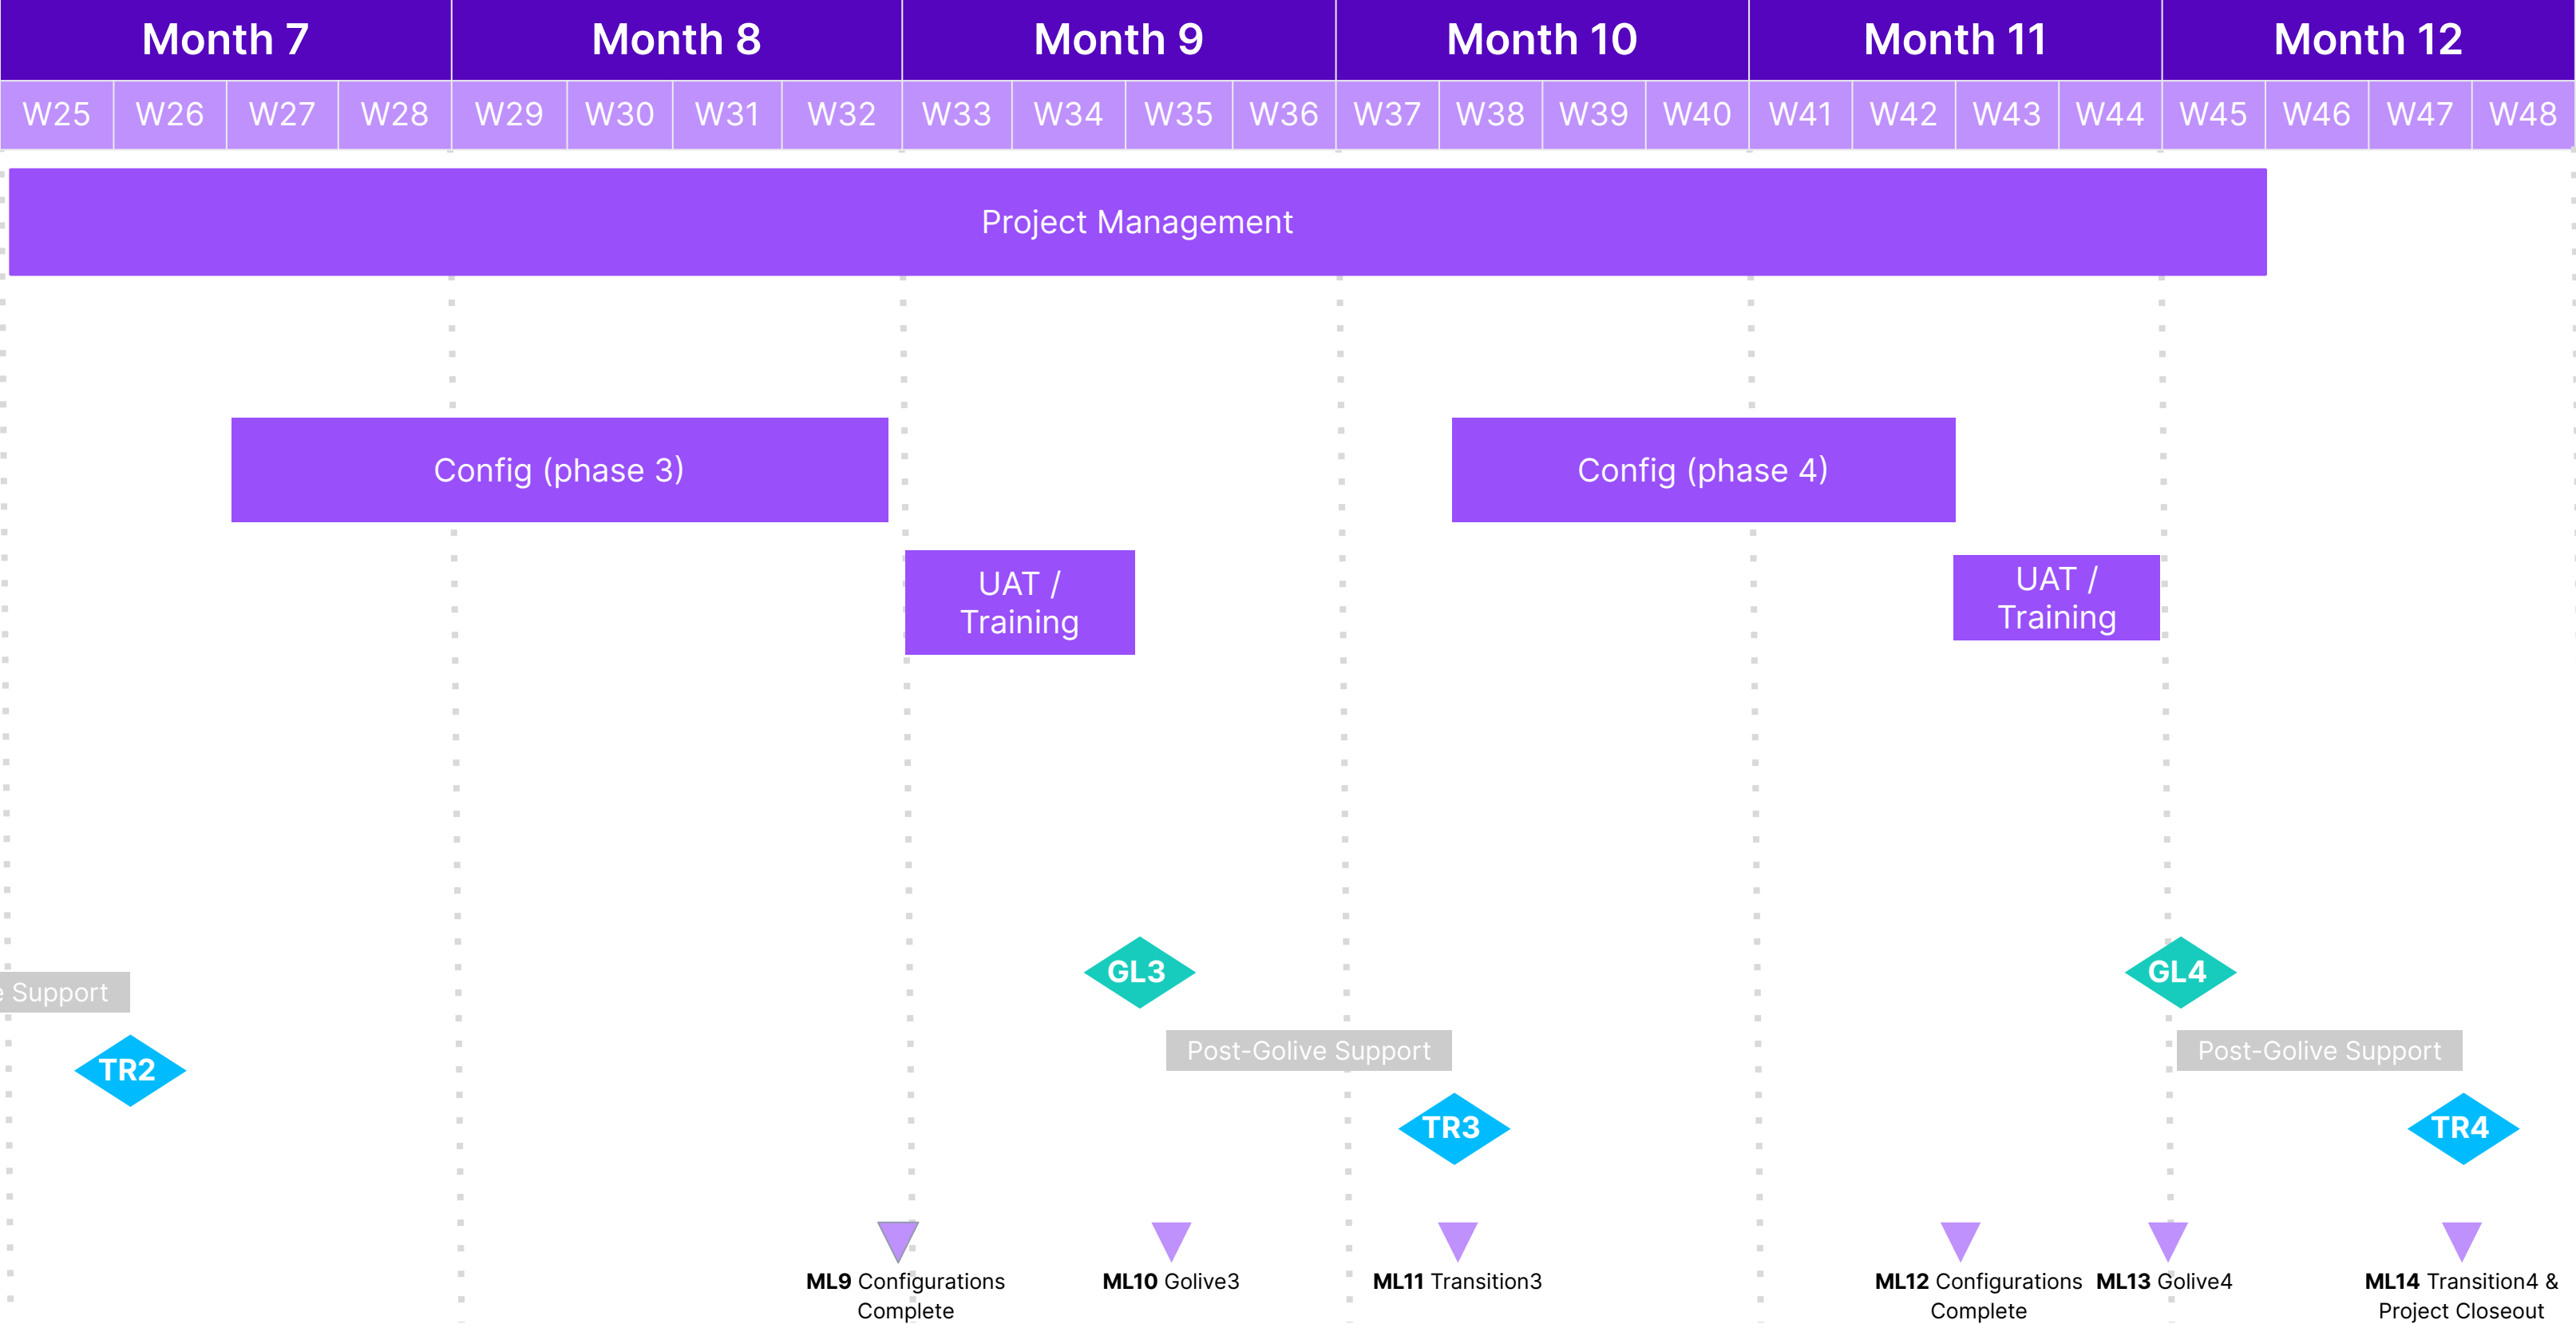 Month 7
Month 8
Month 9
Month 10
Month 11
Month 12
W25
W26
W27
W28
W29
W30
W31
W32
W33
W34
W35
W36
W37
W38
W39
W40
W41
W42
W43
W44
W45
W46
W47
W48
Project Management
Config (phase 3)
Config (phase 4)
UAT /
Training
UAT /
Training
GL3
GL4
e Support
TR2
Post-Golive Support
Post-Golive Support
TR3
TR4
ML9 Configurations
Complete
ML10 Golive3
ML11 Transition3
ML12 Configurations
Complete
ML13 Golive4
ML14 Transition4 &
Project Closeout